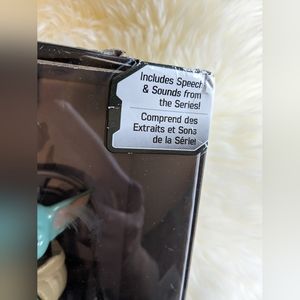 Includes Speech
& Sounds from
the Series!
Comprend des
Extraits et Sons
de la Série!